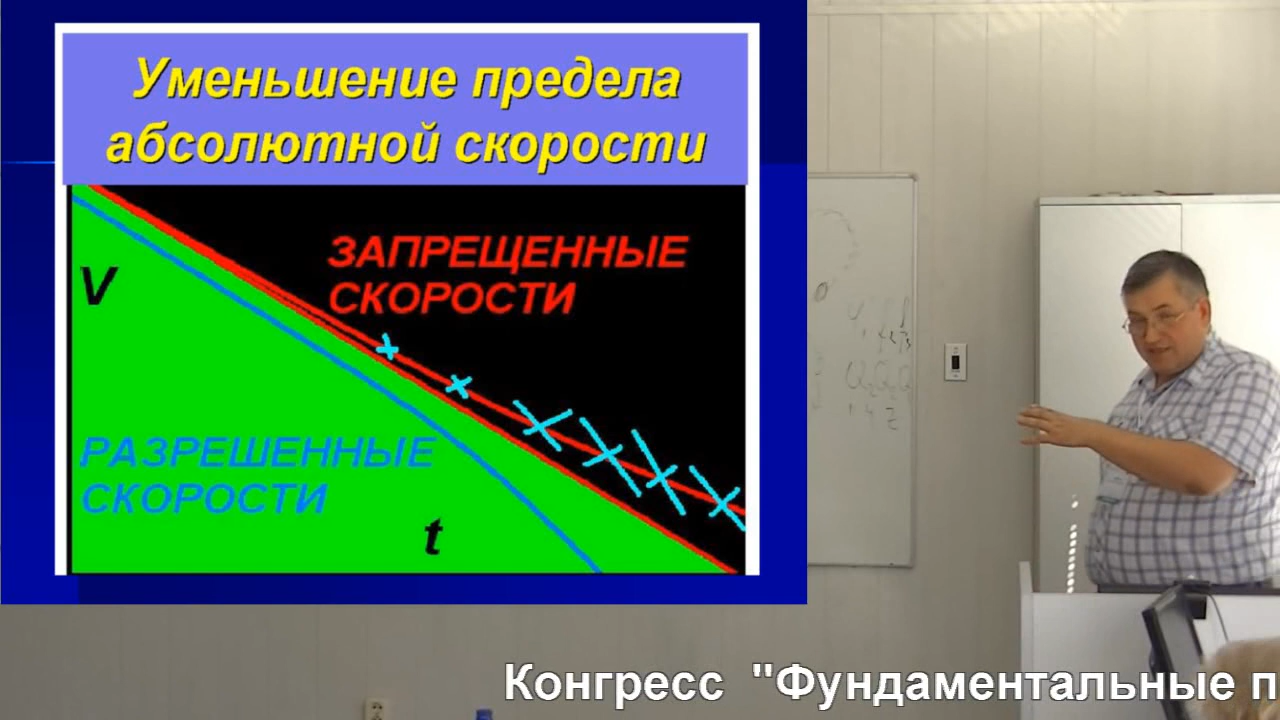 Уменьшение предела
абсолютной скорости
ЗАПРЕЩЕННЫЕ
СКОРОСТИ
V
РАЗРЕШЕННЫЕ
СКОРОСТИ
t
Конгресс "Фундаментальные п